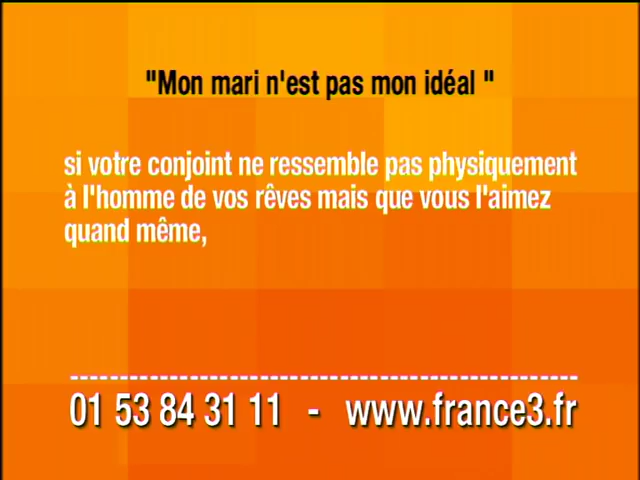 "Mon mari n'est pas mon idéal "
si votre conjoint ne ressemble pas physiquement
à l'homme de vos rêves mais que vous l'aimez
quand même,
01 53 84 31 11 - www.france3.fr